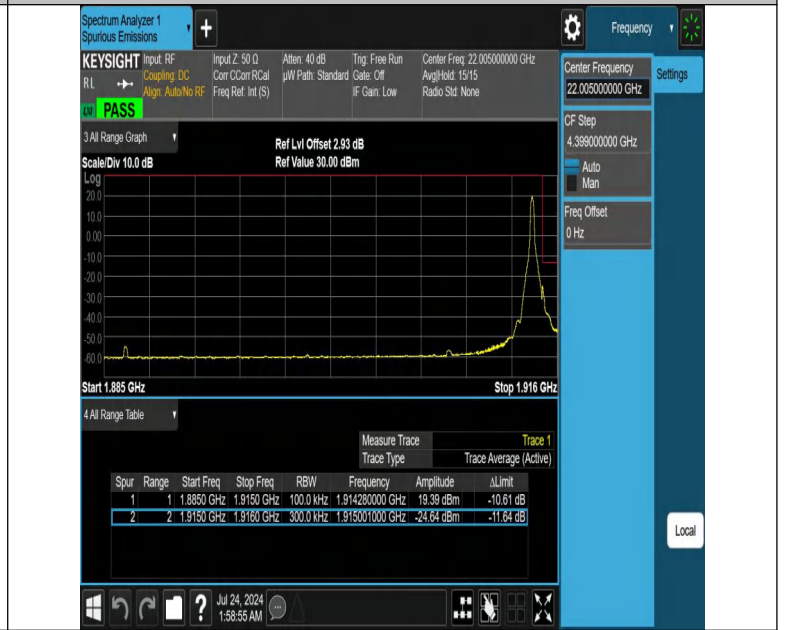 Spectrum Analyzer 1
Spurious Emissions
+
Frequency
KEYSIGHT
RL
PASS
Input: RF
Coupling: DC
Align: Auto/No RF
Input Z: 50 Ω
Corr CCorr RCal
Freq Ref: Int (S)
Atten: 40 dB
µW Path: Standard
Trig: Free Run
Gate: Off
IF Gain: Low
Center Freq: 22.005000000 GHz
Avg|Hold: 15/15
Radio Std: None
3 All Range Graph
Scale/Div 10.0 dB
Ref Lvl Offset 2.93 dB
Ref Value 30.00 dBm
Log
20.0
10.0
0.00
-10.0
-20.0
-30.0
-40.0
-50.0
-60.0
Start 1.885 GHz
Stop 1.916 GHz
4 All Range Table
Measure Trace Trace 1
Trace Type Trace Average (Active)
Spur Range Start Freq Stop Freq RBW Frequency Amplitude ΔLimit
1 1 1.8850 GHz 1.9150 GHz 100.0 kHz 1.914280000 GHz 19.39 dBm -10.61 dB
2 2 1.9150 GHz 1.9160 GHz 300.0 kHz 1.915001000 GHz -24.64 dBm -11.64 dB
Center Frequency
22.005000000 GHz
Settings
CF Step
4.399000000 GHz
Auto
Man
Freq Offset
0 Hz
Local
?
Jul 24, 2024
1:58:55 AM